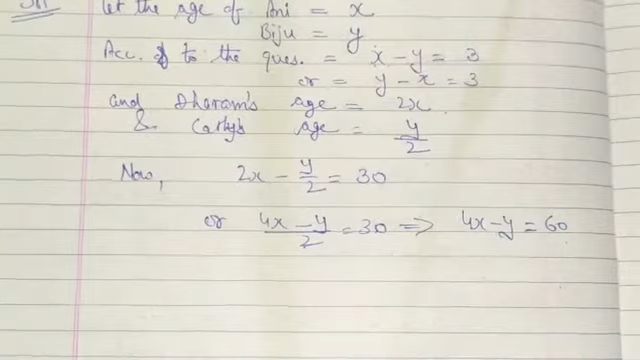 Sol
let the age of Ani = x
Biju = y
Acc. to the ques. = x - y = 3
or = y - x = 3
and Dharam's age = 2x
& Cathy's age = y/2
Now, 2x - y/2 = 30
or (4x - y)/2 = 30 => 4x - y = 60